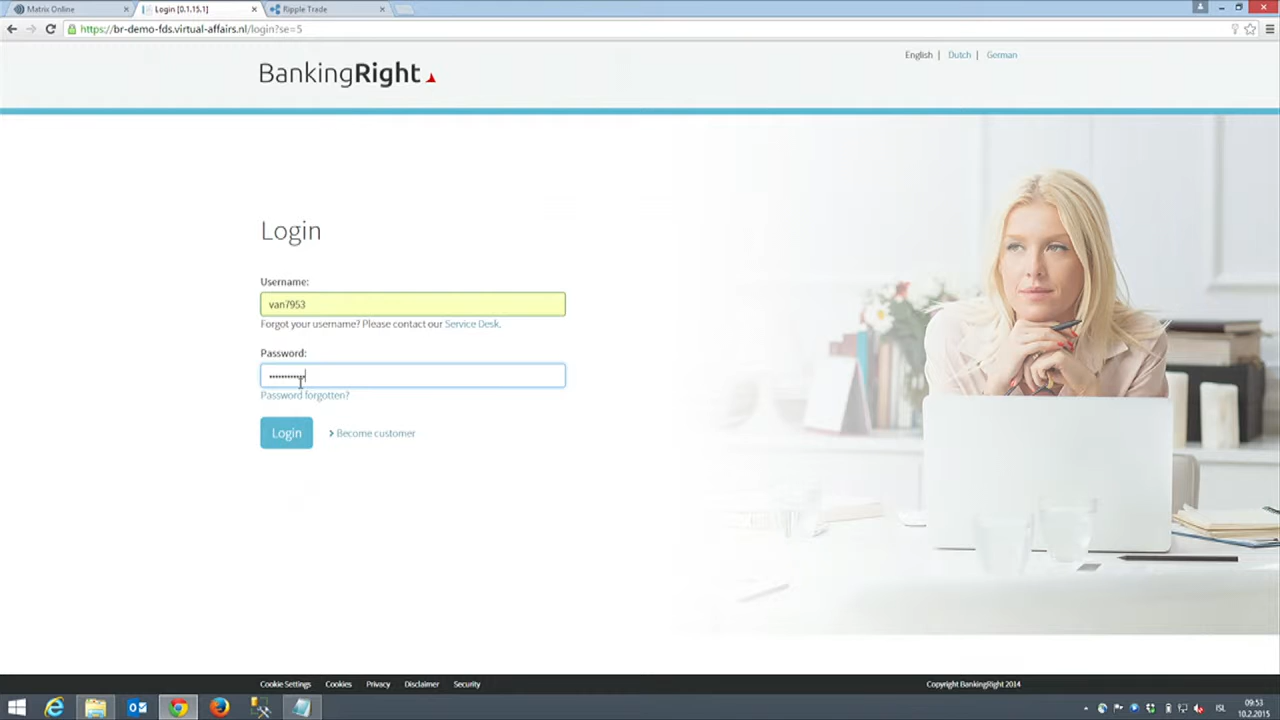 Matrix Online
Login [0.1.15.1]
Ripple Trade
https://br-demo-fds.virtual-affairs.nl/login?se=5
English | Dutch | German
BankingRight
Login
Username:
van7953
Forgot your username? Please contact our Service Desk.
Password:
Password forgotten?
Login
Become customer
Cookie Settings
Cookies
Privacy
Disclaimer
Security
Copyright BankingRight 2014
ISL
09:53
10.2.2015